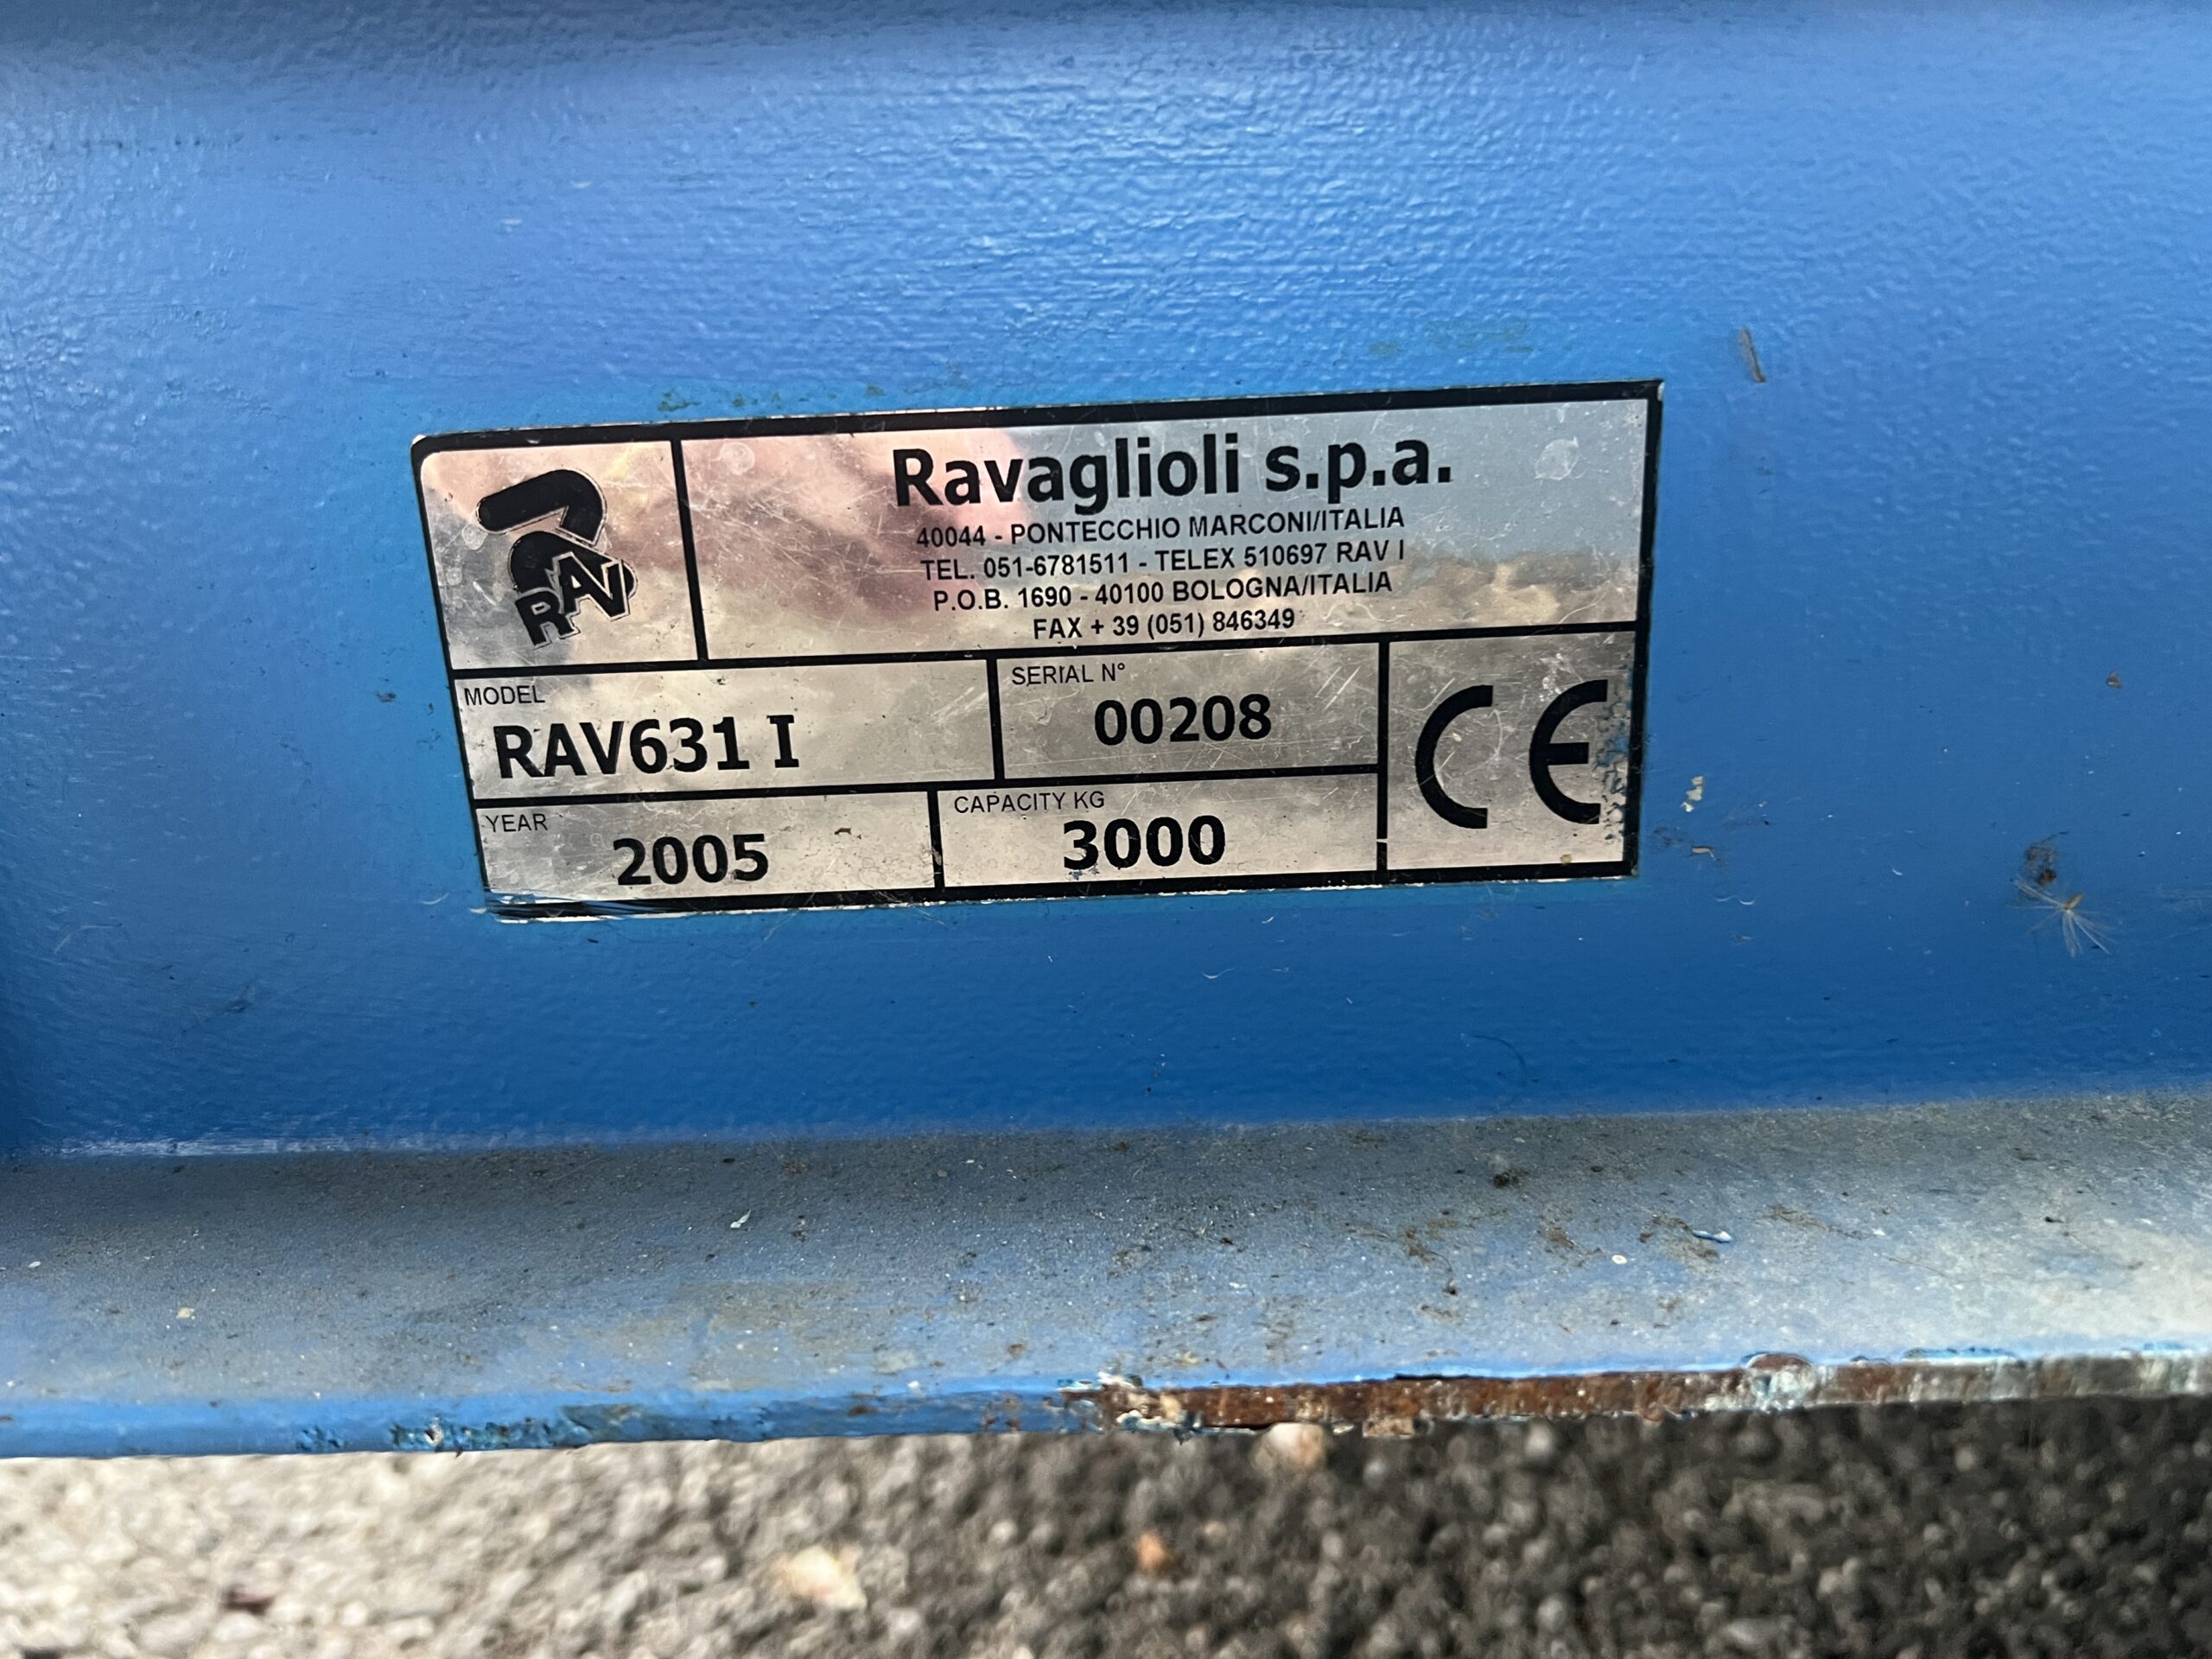 RAV
Ravaglioli s.p.a.
40044 - PONTECCHIO MARCONI/ITALIA
TEL. 051-6781511 - TELEX 510697 RAV I
P.O.B. 1690 - 40100 BOLOGNA/ITALIA
FAX + 39 (051) 846349
MODEL
RAV631 I
SERIAL N°
00208
YEAR
2005
CAPACITY KG
3000
CE